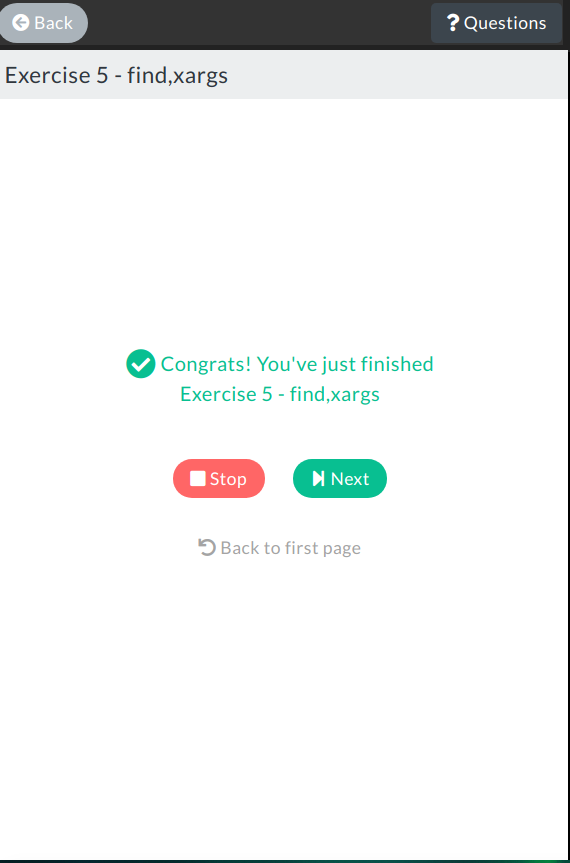 Back
? Questions
Exercise 5 - find,xargs
Congrats! You've just finished
Exercise 5 - find,xargs
Stop
Next
Back to first page